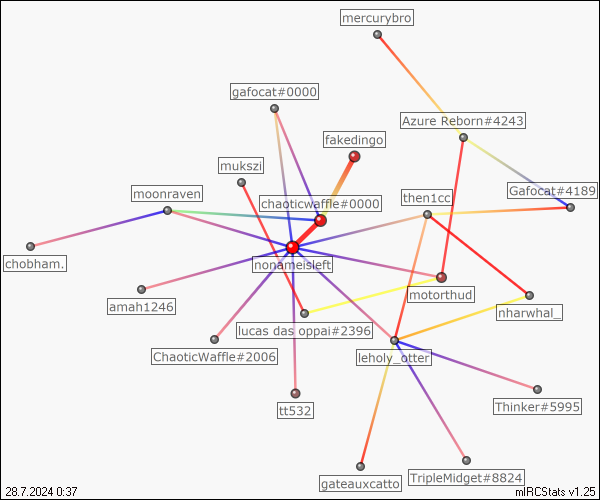 mercurybro
gafocat#0000
Azure Reborn#4243
fakedingo
mukszi
moonraven
Gafocat#4189
then1cc
chaoticwaffle#0000
chobham.
nonameisleft
motorthud
amah1246
nharwhal_
lucas das oppai#2396
ChaoticWaffle#2006
leholy_otter
Thinker#5995
tt532
TripleMidget#8824
gateauxcatto
28.7.2024 0:37
mIRCStats v1.25